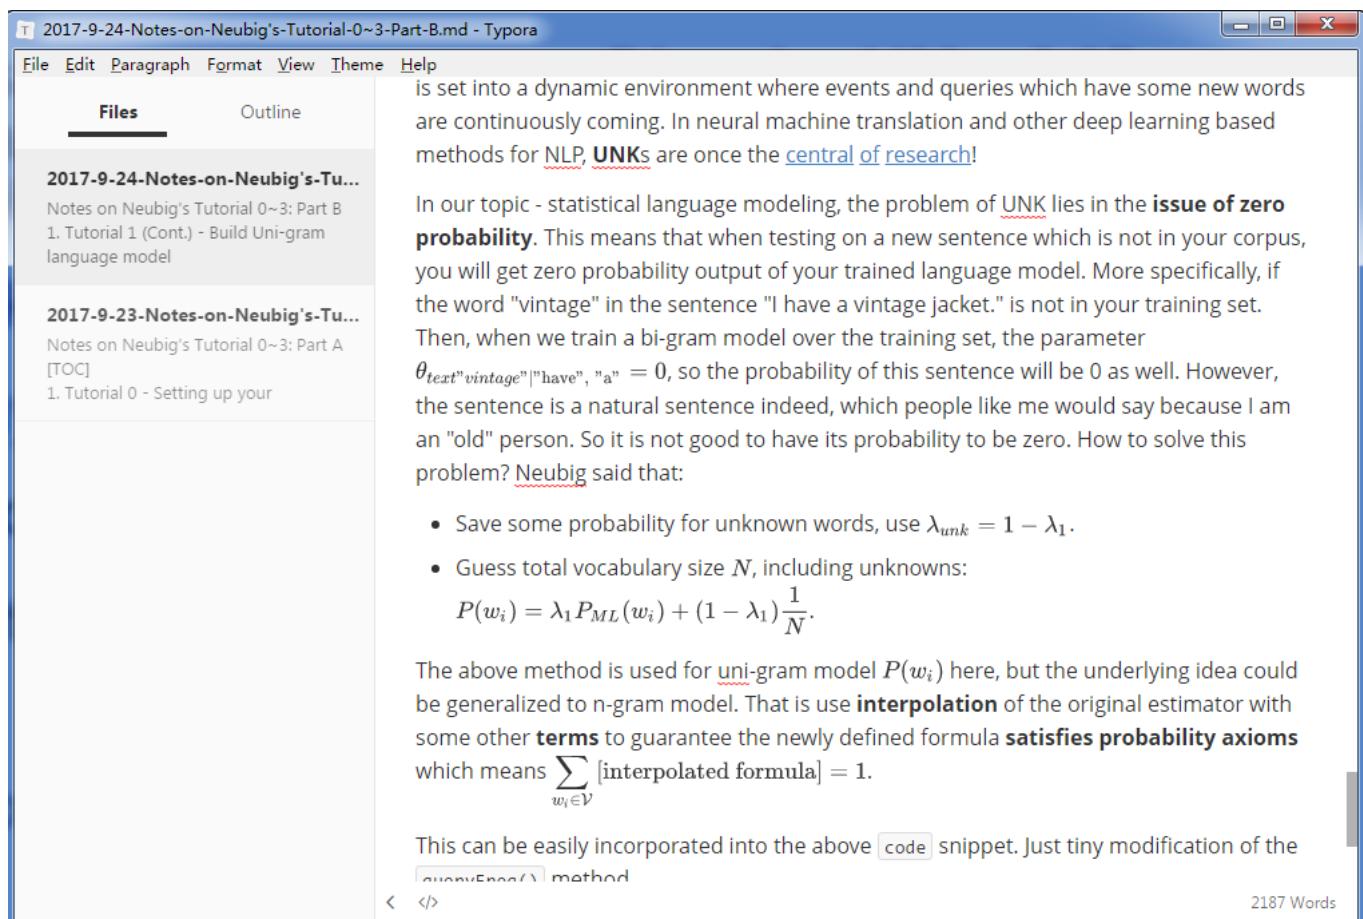 2017-9-24-Notes-on-Neubig's-Tutorial-0~3-Part-B.md - Typora
File Edit Paragraph Format View Theme Help
Files Outline
2017-9-24-Notes-on-Neubig's-Tu...
Notes on Neubig's Tutorial 0~3: Part B
1. Tutorial 1 (Cont.) - Build Uni-gram
language model
2017-9-23-Notes-on-Neubig's-Tu...
Notes on Neubig's Tutorial 0~3: Part A
[TOC]
1. Tutorial 0 - Setting up your
is set into a dynamic environment where events and queries which have some new words
are continuously coming. In neural machine translation and other deep learning based
methods for NLP, UNKs are once the central of research!
In our topic - statistical language modeling, the problem of UNK lies in the issue of zero
probability. This means that when testing on a new sentence which is not in your corpus,
you will get zero probability output of your trained language model. More specifically, if
the word "vintage" in the sentence "I have a vintage jacket." is not in your training set.
Then, when we train a bi-gram model over the training set, the parameter
θ_{text"vintage"|"have", "a"} = 0, so the probability of this sentence will be 0 as well. However,
the sentence is a natural sentence indeed, which people like me would say because I am
an "old" person. So it is not good to have its probability to be zero. How to solve this
problem? Neubig said that:
• Save some probability for unknown words, use λ_{unk} = 1 − λ_1.
• Guess total vocabulary size N, including unknowns:
P(w_i) = λ_1 P_{ML}(w_i) + (1 − λ_1) 1/N.
The above method is used for uni-gram model P(w_i) here, but the underlying idea could
be generalized to n-gram model. That is use interpolation of the original estimator with
some other terms to guarantee the newly defined formula satisfies probability axioms
which means ∑_{w_i∈V} [interpolated formula] = 1.
This can be easily incorporated into the above code snippet. Just tiny modification of the
method
< </> 2187 Words